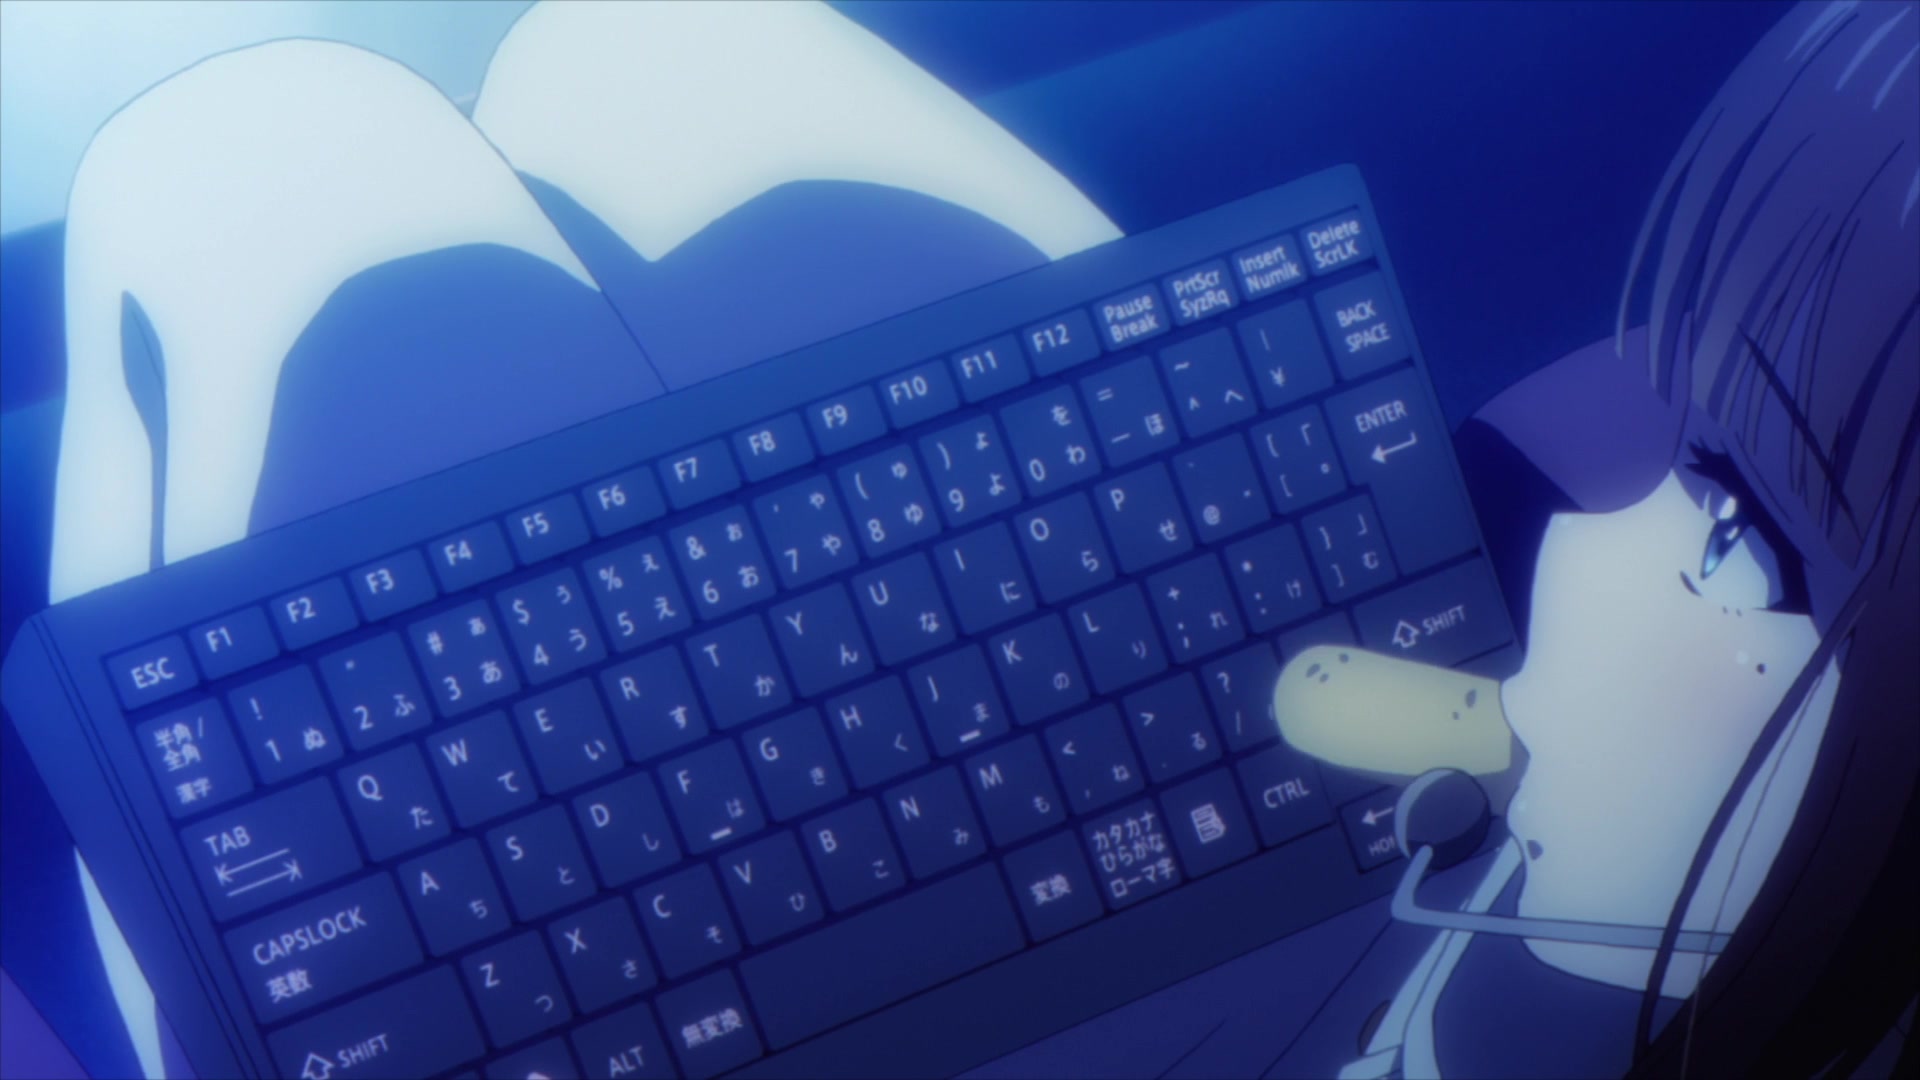 ESC F1 F2 F3 F4 F5 F6 F7 F8 F9 F10 F11 F12 Pause Break PrtScr SyzRq Insert Numlk Delete ScrLK
半角/全角 漢字 ! 1 ぬ " 2 ふ # ぁ 3 あ $ ぅ 4 う % ぇ 5 え & ぉ 6 お ' ゃ 7 や ( ゅ 8 ゆ ) ょ 9 よ を 0 わ = — ほ ~ ^ へ | ¥ BACK SPACE
TAB Q た W て E い R す T か Y ん U な I に O ら P せ ` @ ゛ { 「 [ ゜ ENTER
CAPSLOCK 英数 A ち S と D し F は G き H く J ま K の L り + ; れ * : け } 」 ] む
SHIFT Z つ X さ C そ V ひ B こ N み M も < , ね > . る ? / SHIFT
ALT 無変換 変換 カタカナ ひらがな ローマ字 CTRL